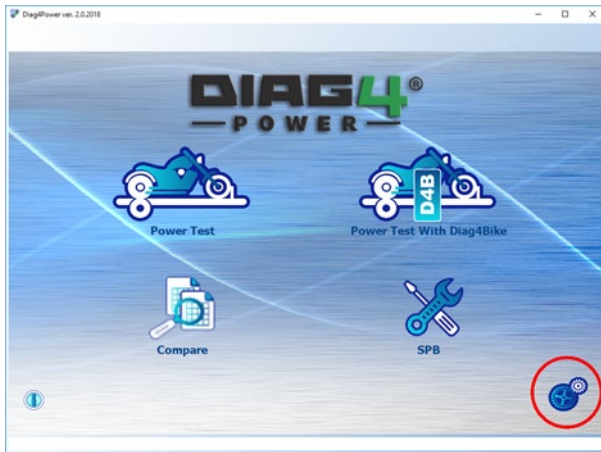 Diag4Power ver. 2.0.2018
DIAG4®
POWER
D4B
Power Test
Power Test With Diag4Bike
Compare
SPB